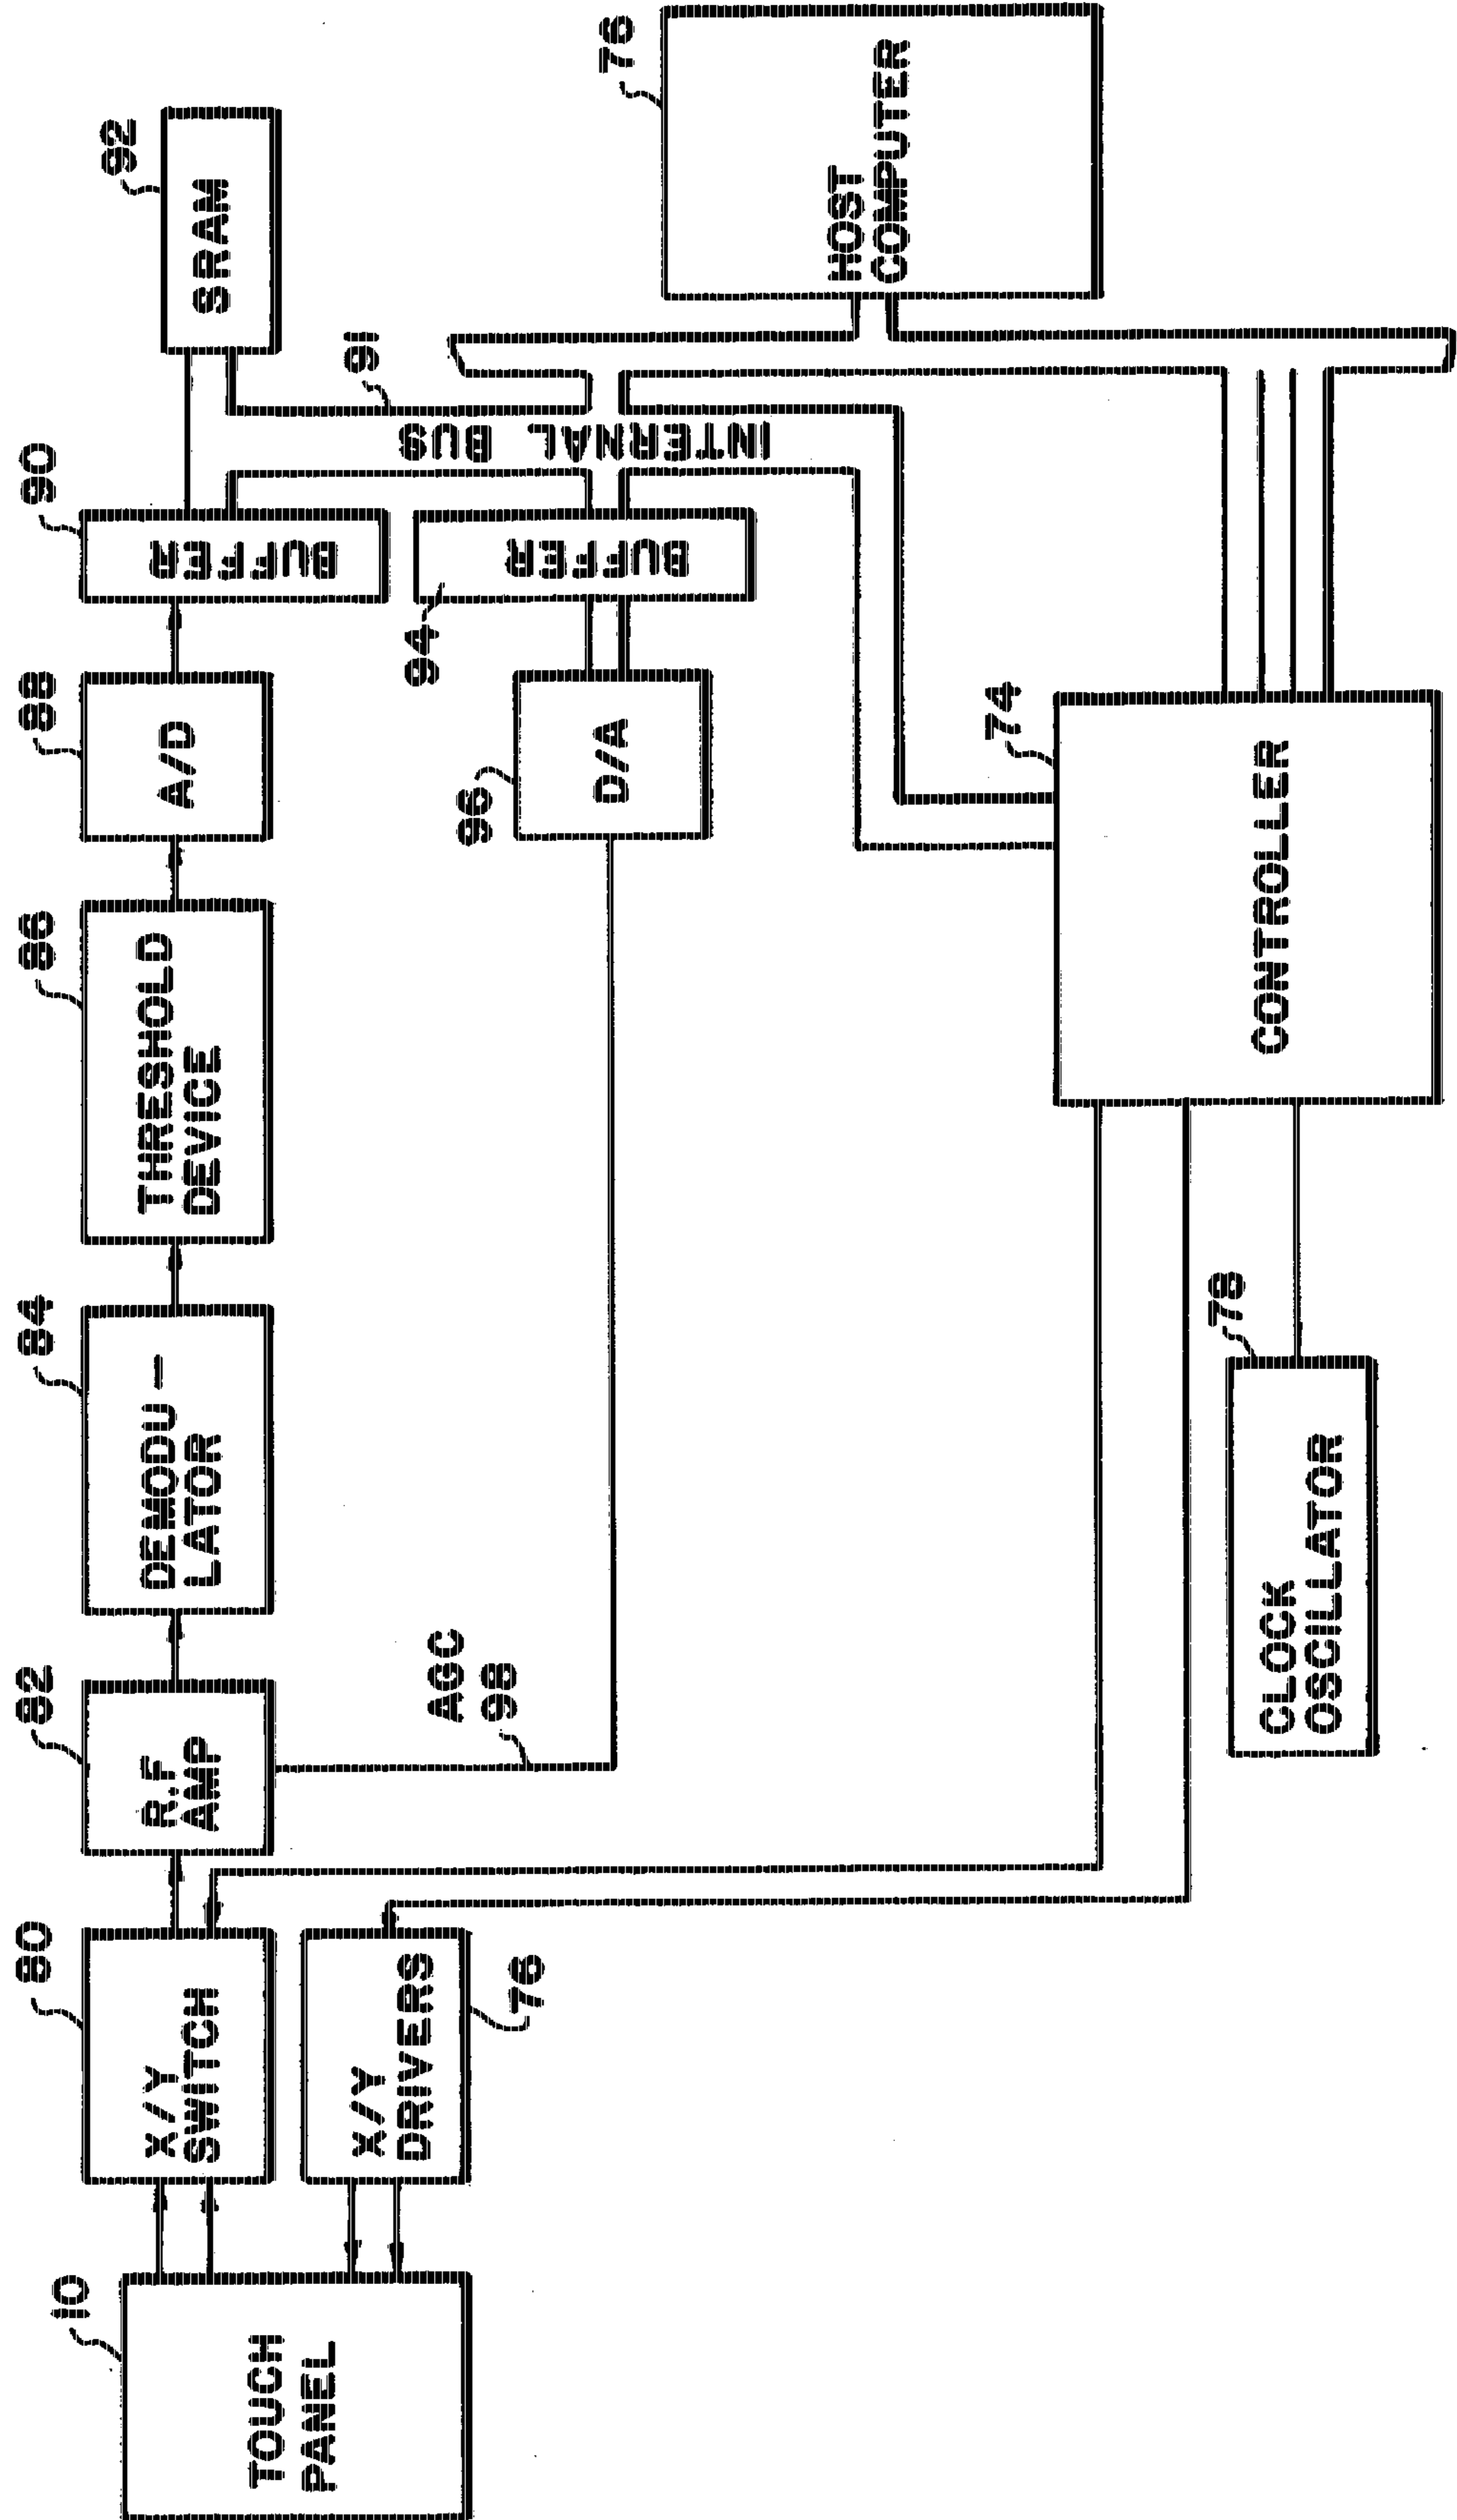 10
TOUCH
PANEL
80
X/Y
SWITCH
X/Y
DRIVERS
76
82
R.F
AMP
AGC
98
84
DEMODU—
LATOR
86
THRESHOLD
DEVICE
88
A/D
96
D/A
90
BUFFER
94
BUFFER
INTERNAL BUS
91
92
SRAM
76
HOST
COMPUTER
74
CONTROLLER
78
CLOCK
OSCILLATOR